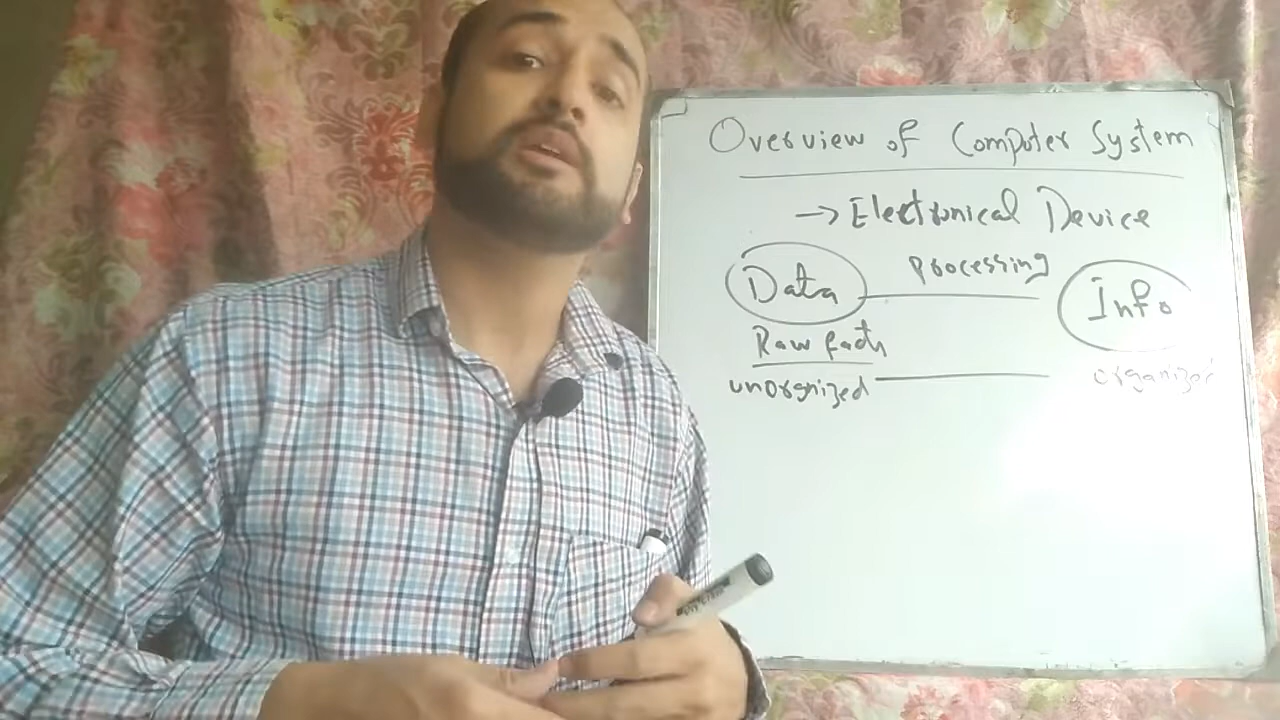 Overview of Computer System
→ Electronical Device
Data processing Info
Raw facts
unorgnized organized